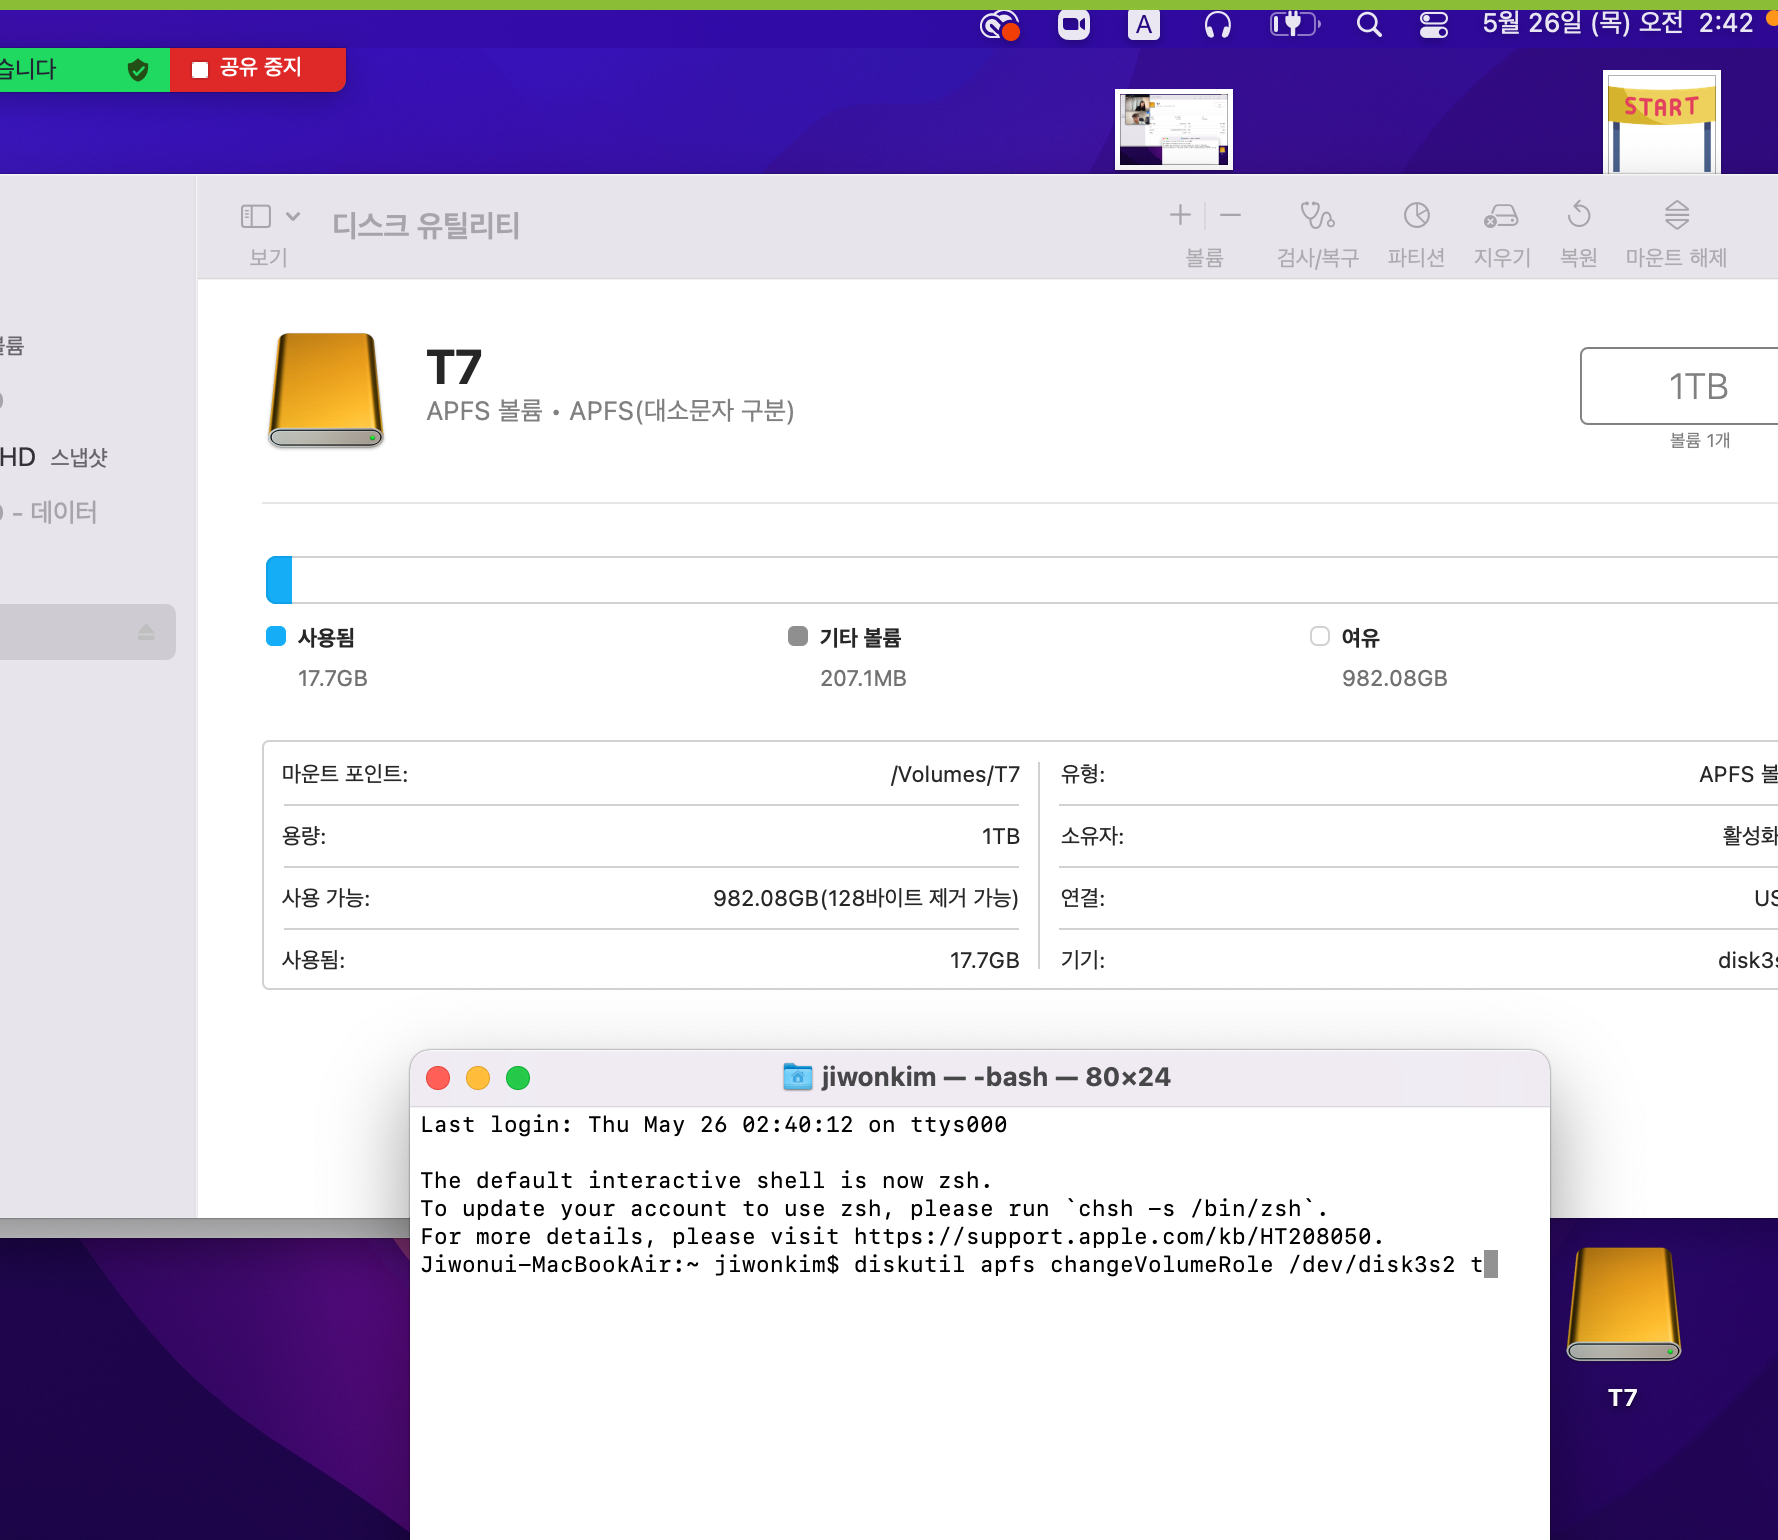 A
5월 26일 (목) 오전 2:42
습니다
공유 중지
START
보기
디스크 유틸리티
볼륨
검사/복구
파티션
지우기
복원
마운트 해제
볼륨
HD 스냅샷
- 데이터
T7
APFS 볼륨 • APFS(대소문자 구분)
1TB
볼륨 1개
사용됨
17.7GB
기타 볼륨
207.1MB
여유
982.08GB
마운트 포인트: /Volumes/T7
용량: 1TB
사용 가능: 982.08GB(128바이트 제거 가능)
사용됨: 17.7GB
유형: APFS 볼
소유자: 활성화
연결: US
기기: disk3s
jiwonkim — -bash — 80×24
Last login: Thu May 26 02:40:12 on ttys000
The default interactive shell is now zsh.
To update your account to use zsh, please run `chsh -s /bin/zsh`.
For more details, please visit https://support.apple.com/kb/HT208050.
Jiwonui-MacBookAir:~ jiwonkim$ diskutil apfs changeVolumeRole /dev/disk3s2 t
T7